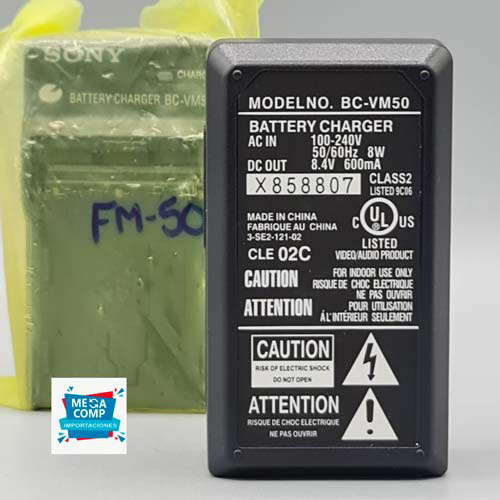 SONY
CHARG
BATTERY CHARGER BC-VM5
FM-50
MEGA
COMP
IMPORTACIONES
MODELNO. BC-VM50
BATTERY CHARGER
AC IN 100-240V
50/60Hz 8W
DC OUT 8.4V 600mA
X858807
CLASS2
LISTED 9C06
MADE IN CHINA
FABRIQUE AU CHINA
3-SE2-121-02
CLE 02C
C UL US
LISTED
VIDEO/AUDIO PRODUCT
CAUTION FOR INDOOR USE ONLY
RISQUE DE CHOC ELECTRIQUE
NE PAS OUVRIR
ATTENTION POUR UTILISATION
À L'INTÉRIEUR SEULEMENT
CAUTION
RISK OF ELECTRIC SHOCK
DO NOT OPEN
ATTENTION
RISQUE DE CHOC ELECTRIQUE
NE PAS OUVRIR